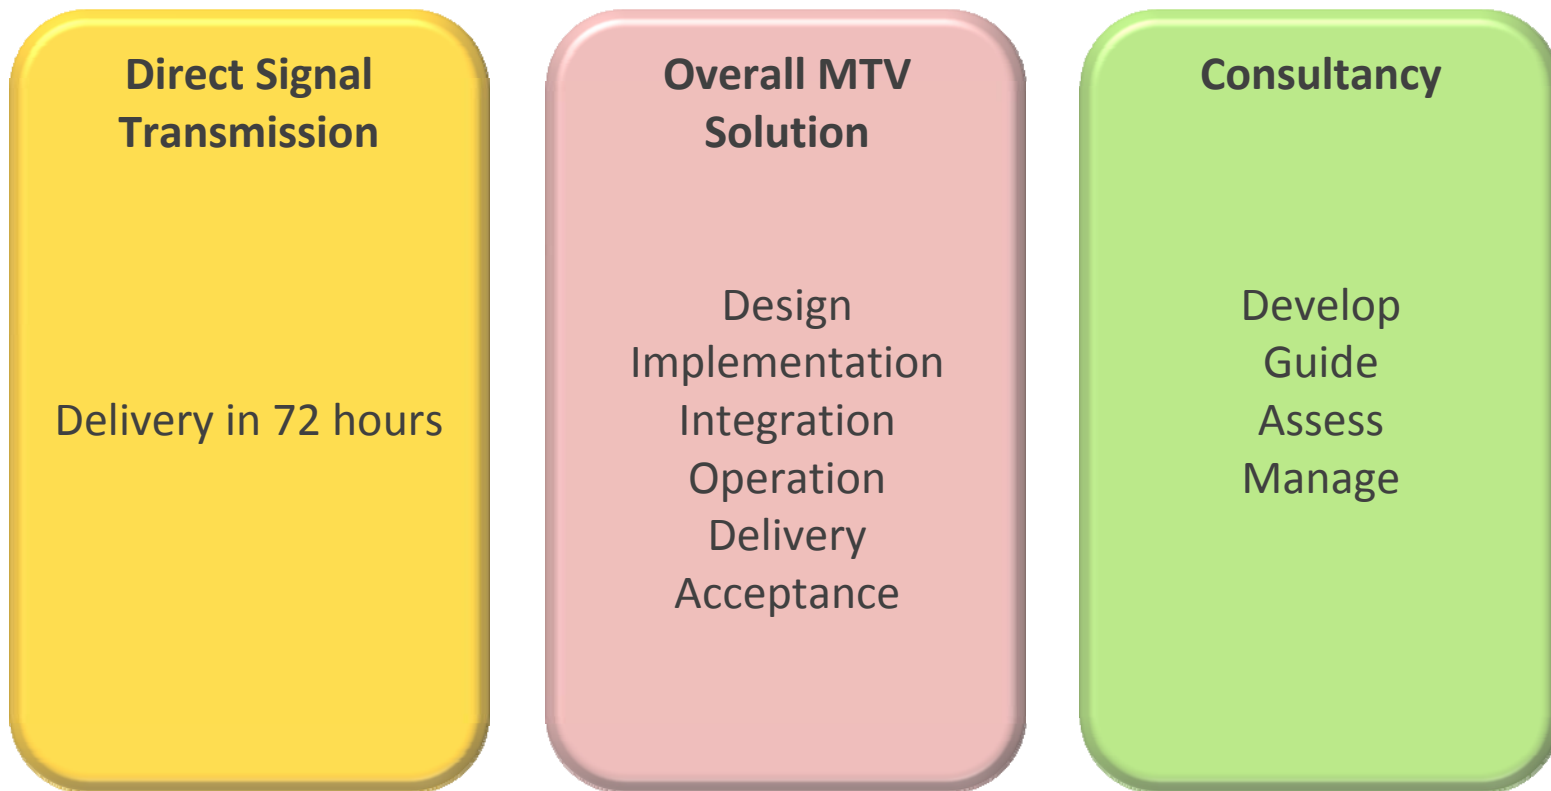 Direct Signal
Transmission
Delivery in 72 hours
Overall MTV
Solution
Design
Implementation
Integration
Operation
Delivery
Acceptance
Consultancy
Develop
Guide
Assess
Manage